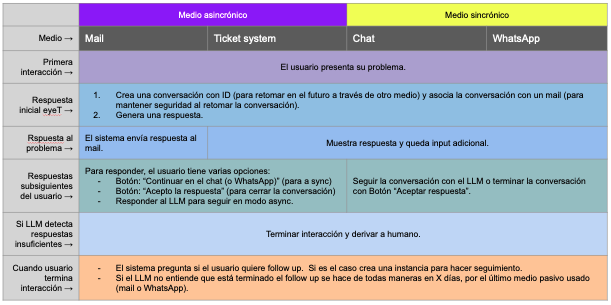 Medio asincrónico Medio sincrónico
Medio → Mail Ticket system Chat WhatsApp
Primera
interacción →
El usuario presenta su problema.
Respuesta
inicial eyeT →
1. Crea una conversación con ID (para retomar en el futuro a través de otro medio) y asocia la conversación con un mail (para
mantener seguridad al retomar la conversación).
2. Genera una respuesta.
Rspuesta al
problema →
El sistema envía respuesta al
mail.
Muestra respuesta y queda input adicional.
Respuestas
subsiguientes
del usuario →
Para responder, el usuario tiene varias opciones:
- Botón: “Continuar en el chat (o WhatsApp)” (para a sync)
- Botón: “Acepto la respuesta” (para cerrar la conversación)
- Responder al LLM para seguir en modo async.
Seguir la conversación con el LLM o terminar la conversación
con Botón “Aceptar respuesta”.
Si LLM detecta
respuestas
insuficientes →
Terminar interacción y derivar a humano.
Cuando usuario
termina
interacción →
- El sistema pregunta si el usuario quiere follow up. Si es el caso crea una instancia para hacer seguimiento.
- Si el LLM no entiende que está terminado el follow up se hace de todas maneras en X días, por el último medio pasivo usado
(mail o WhatsApp).